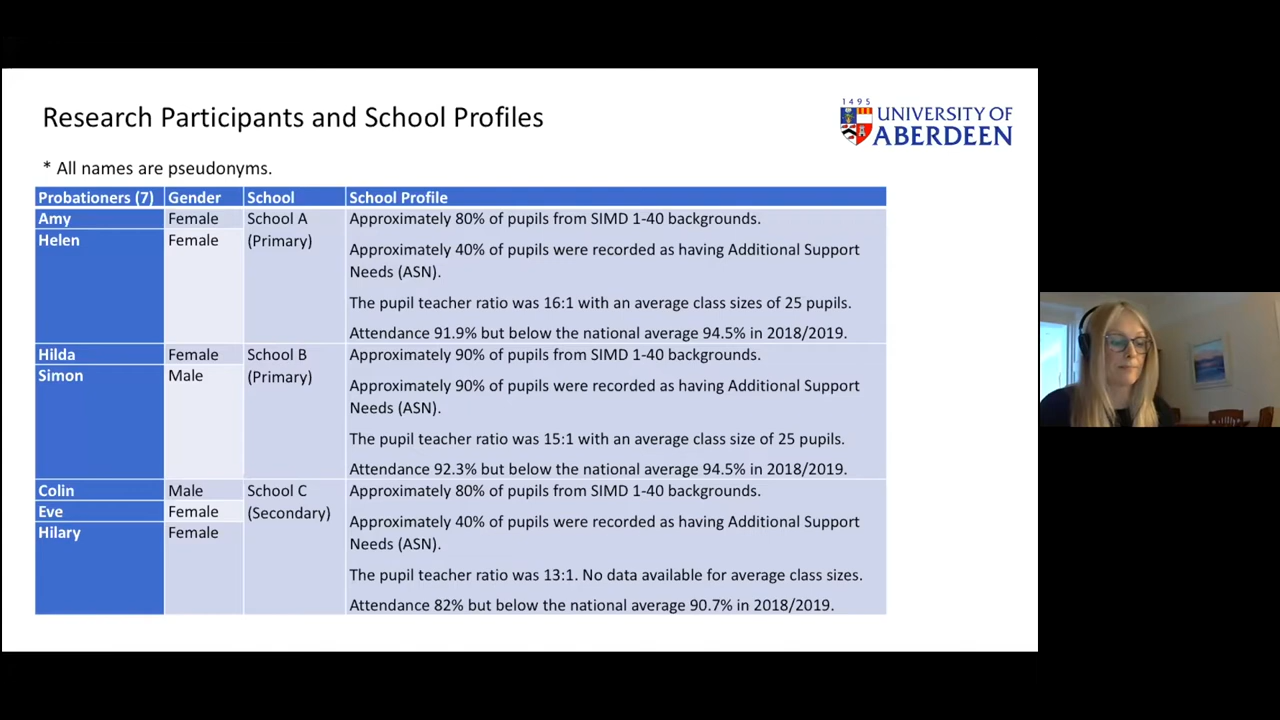 Research Participants and School Profiles
1495
UNIVERSITY OF
ABERDEEN
* All names are pseudonyms.
Probationers (7) Gender School School Profile
Amy Female School A Approximately 80% of pupils from SIMD 1-40 backgrounds.
Helen Female (Primary)
Approximately 40% of pupils were recorded as having Additional Support
Needs (ASN).
The pupil teacher ratio was 16:1 with an average class sizes of 25 pupils.
Attendance 91.9% but below the national average 94.5% in 2018/2019.
Hilda Female School B Approximately 90% of pupils from SIMD 1-40 backgrounds.
Simon Male (Primary)
Approximately 90% of pupils were recorded as having Additional Support
Needs (ASN).
The pupil teacher ratio was 15:1 with an average class size of 25 pupils.
Attendance 92.3% but below the national average 94.5% in 2018/2019.
Colin Male School C Approximately 80% of pupils from SIMD 1-40 backgrounds.
Eve Female (Secondary)
Approximately 40% of pupils were recorded as having Additional Support
Hilary Female
Needs (ASN).
The pupil teacher ratio was 13:1. No data available for average class sizes.
Attendance 82% but below the national average 90.7% in 2018/2019.